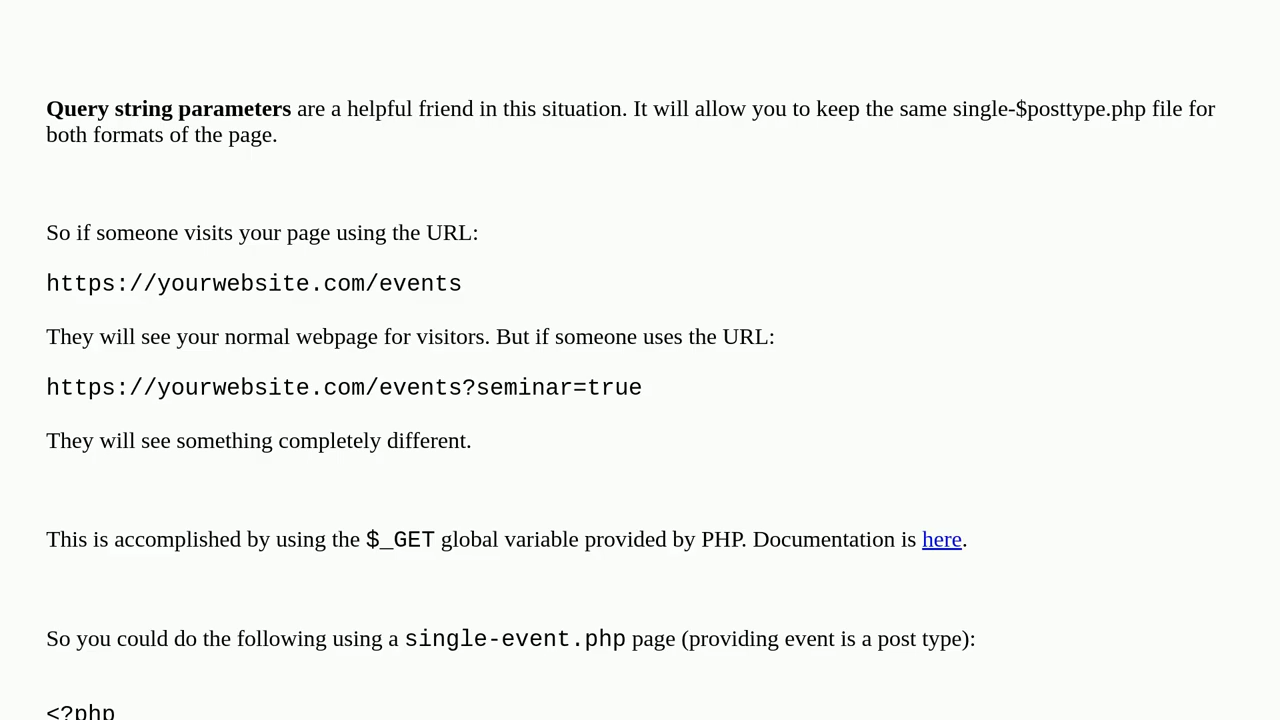 Query string parameters are a helpful friend in this situation. It will allow you to keep the same single-$posttype.php file for
both formats of the page.
So if someone visits your page using the URL:
https://yourwebsite.com/events
They will see your normal webpage for visitors. But if someone uses the URL:
https://yourwebsite.com/events?seminar=true
They will see something completely different.
This is accomplished by using the $_GET global variable provided by PHP. Documentation is here.
So you could do the following using a single-event.php page (providing event is a post type):
<?php